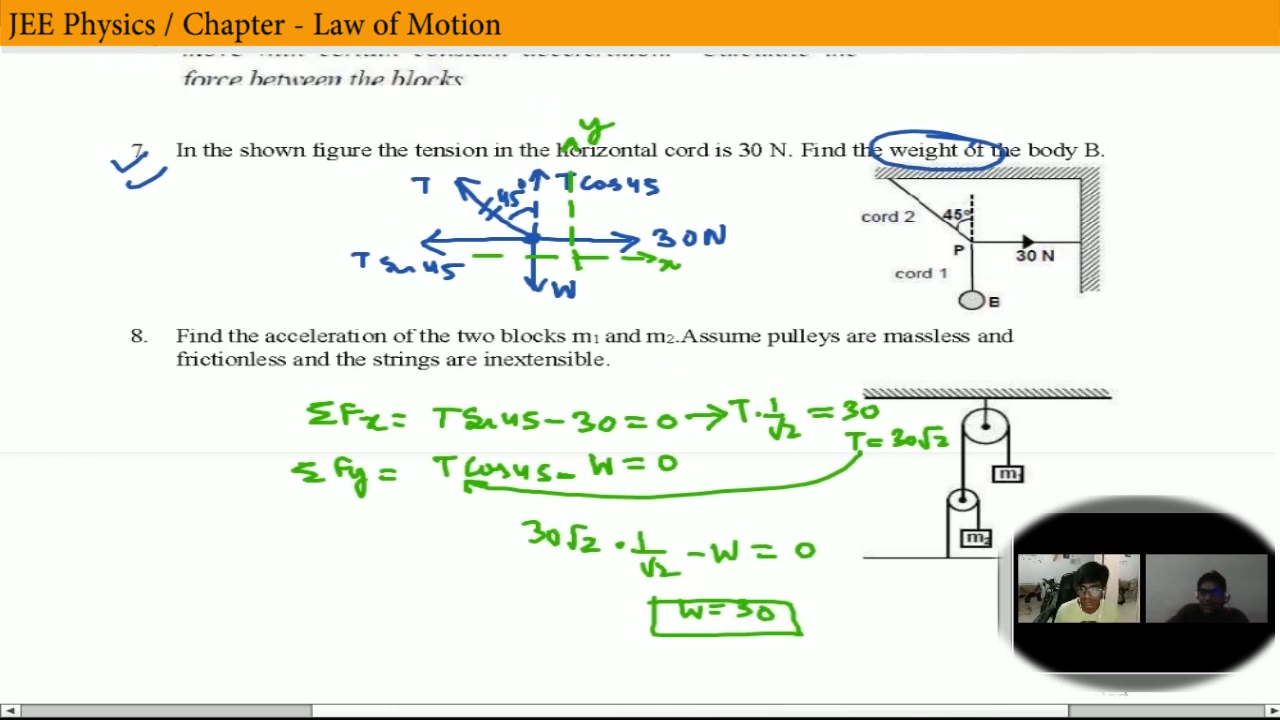 JEE Physics / Chapter - Law of Motion
force between the blocks
7. In the shown figure the tension in the horizontal cord is 30 N. Find the weight of the body B.
y
T
45°
T cos 45
30N
T sin 45
x
W
cord 2
45°
P
30 N
cord 1
B
8. Find the acceleration of the two blocks m1 and m2.Assume pulleys are massless and
frictionless and the strings are inextensible.
ΣFx = T sin 45 - 30 = 0 → T · 1/√2 = 30
T = 30√2
ΣFy = T cos 45 - W = 0
30√2 · 1/√2 - W = 0
W = 30
m1
m2